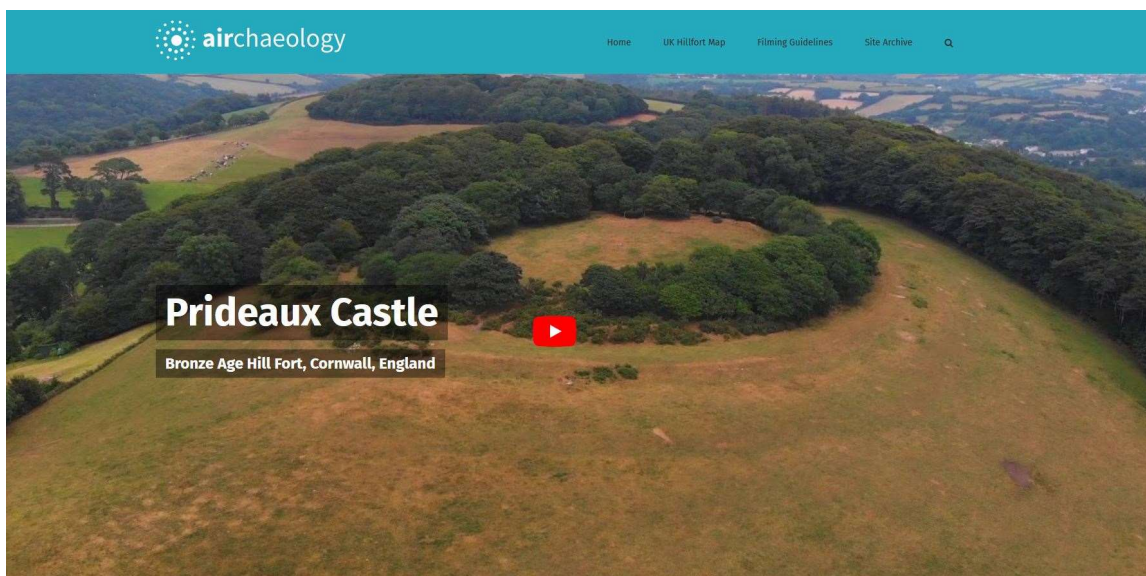 airchaeology
Home UK Hillfort Map Filming Guidelines Site Archive
Prideaux Castle
Bronze Age Hill Fort, Cornwall, England